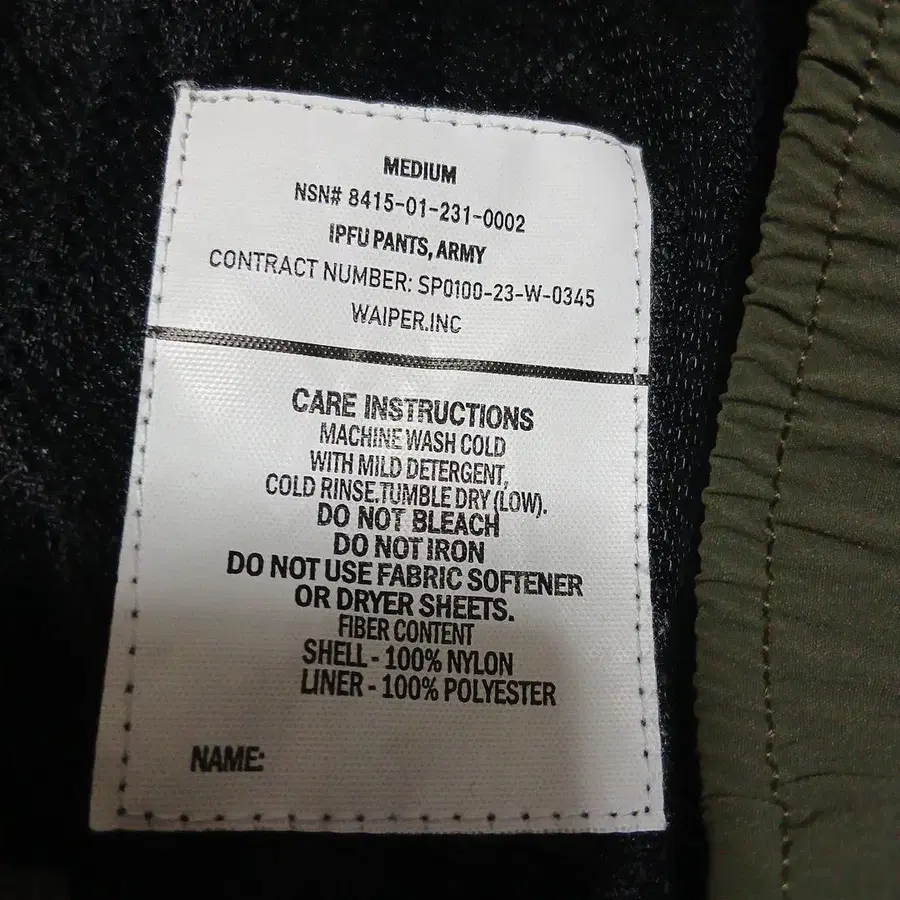 MEDIUM
NSN# 8415-01-231-0002
IPFU PANTS, ARMY
CONTRACT NUMBER: SP0100-23-W-0345
WAIPER.INC
CARE INSTRUCTIONS
MACHINE WASH COLD
WITH MILD DETERGENT,
COLD RINSE.TUMBLE DRY (LOW).
DO NOT BLEACH
DO NOT IRON
DO NOT USE FABRIC SOFTENER
OR DRYER SHEETS.
FIBER CONTENT
SHELL - 100% NYLON
LINER - 100% POLYESTER
NAME: